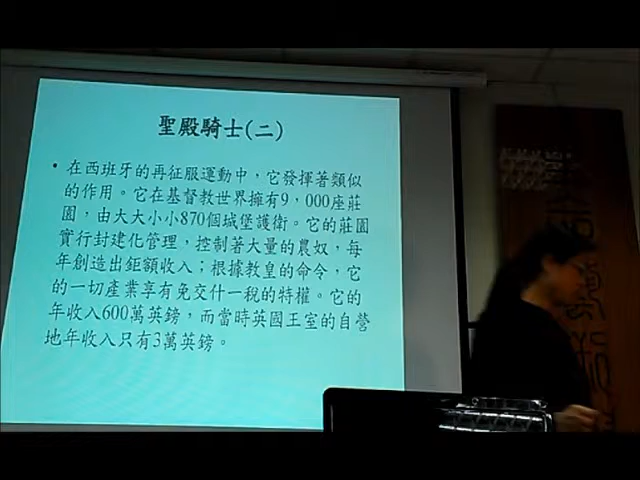 聖殿騎士(二)
• 在西班牙的再征服運動中，它發揮著類似
的作用。它在基督教世界擁有9，000座莊
園，由大大小小870個城堡護衛。它的莊園
實行封建化管理，控制著大量的農奴，每
年創造出鉅額收入；根據教皇的命令，它
的一切產業享有免交什一稅的特權。它的
年收入600萬英鎊，而當時英國王室的自營
地年收入只有3萬英鎊。